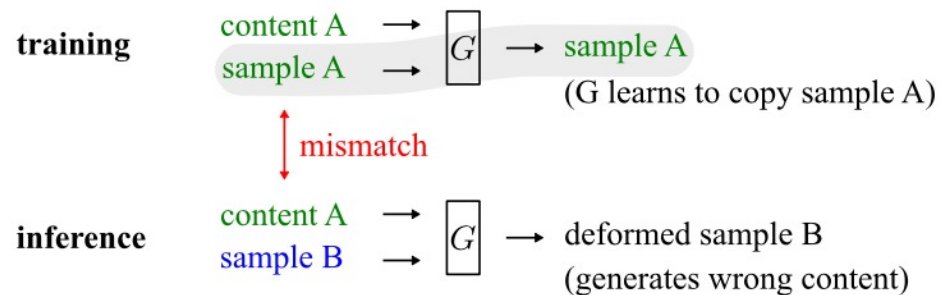 content A
training
G
sample A
sample A
(G learns to copy sample A)
mismatch
content A
inference
G
deformed sample B
sample B
(generates wrong content)